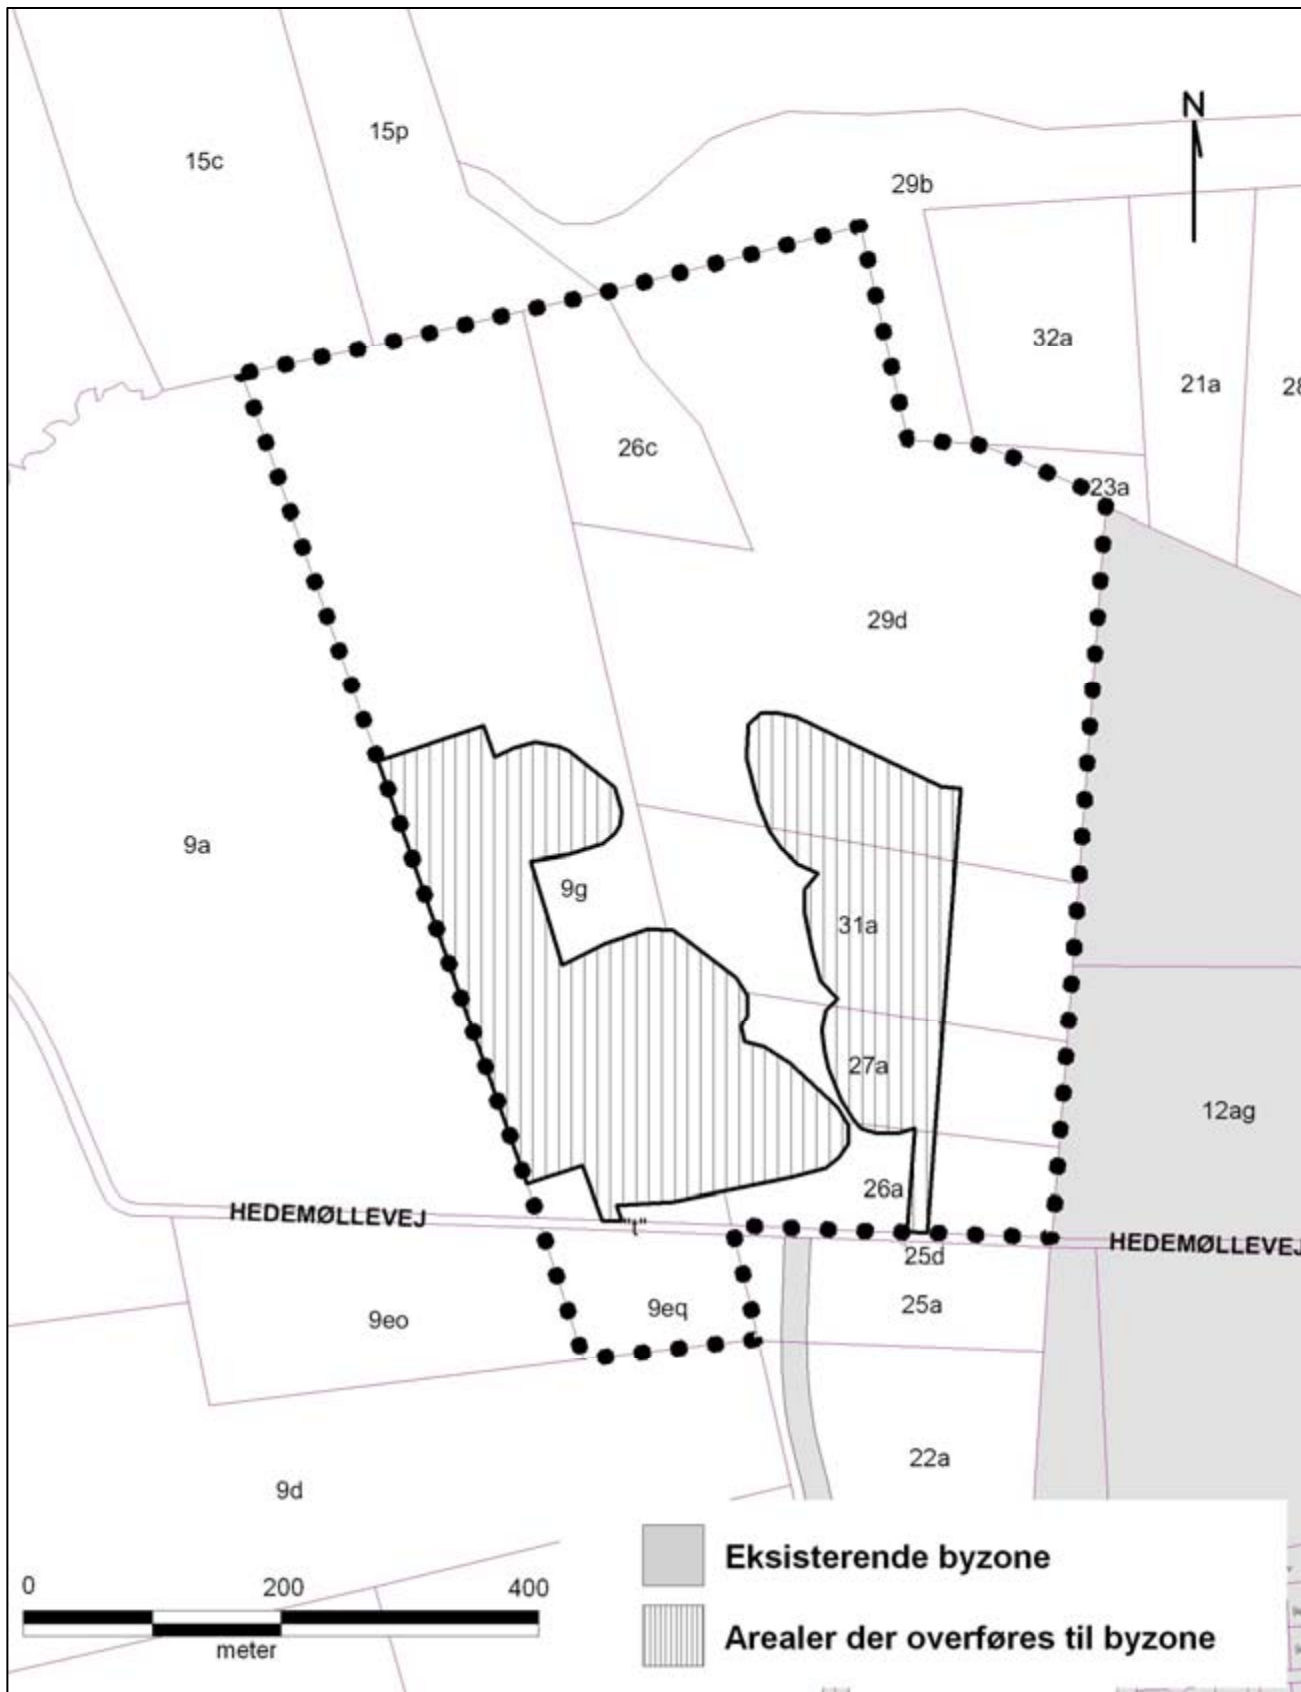 N
15p
15c
29b
32a
21a
28
26c
23a
29d
9a
9g
31a
27a
12ag
26a
HEDEMØLLEVEJ
"t"
HEDEMØLLEVEJ
25d
25a
9eq
9eo
22a
9d
Eksisterende byzone
0 200 400
meter
Arealer der overføres til byzone